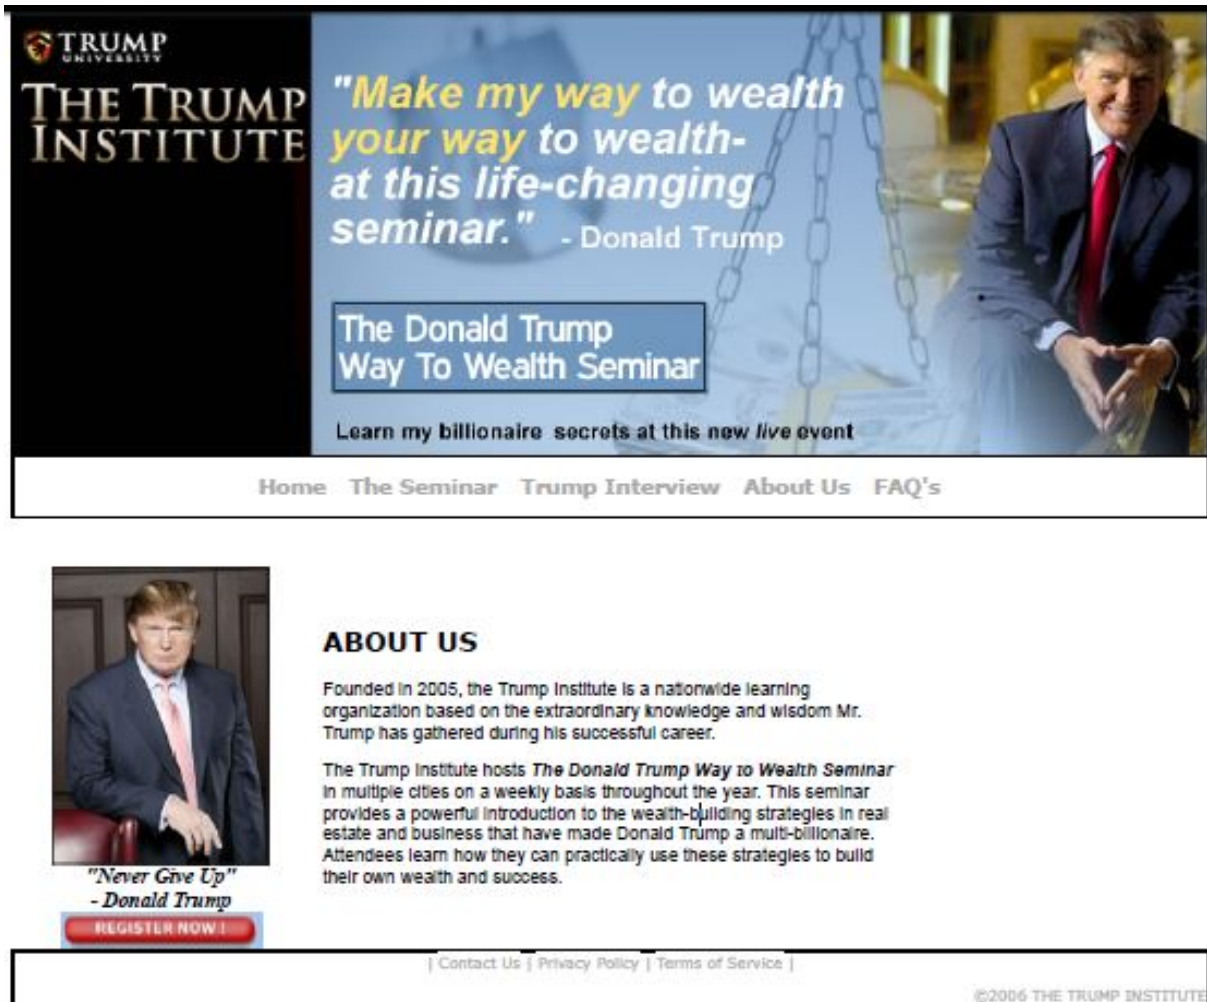 TRUMP
UNIVERSITY
THE TRUMP
INSTITUTE
"Make my way to wealth
your way to wealth-
at this life-changing
seminar." - Donald Trump
The Donald Trump
Way To Wealth Seminar
Learn my billionaire secrets at this new live event
Home The Seminar Trump Interview About Us FAQ's
"Never Give Up"
- Donald Trump
REGISTER NOW !
ABOUT US
Founded in 2005, the Trump Institute is a nationwide learning
organization based on the extraordinary knowledge and wisdom Mr.
Trump has gathered during his successful career.
The Trump Institute hosts The Donald Trump Way to Wealth Seminar
in multiple cities on a weekly basis throughout the year. This seminar
provides a powerful introduction to the wealth-building strategies in real
estate and business that have made Donald Trump a multi-billionaire.
Attendees learn how they can practically use these strategies to build
their own wealth and success.
| Contact Us | Privacy Policy | Terms of Service |
©2006 THE TRUMP INSTITUTE